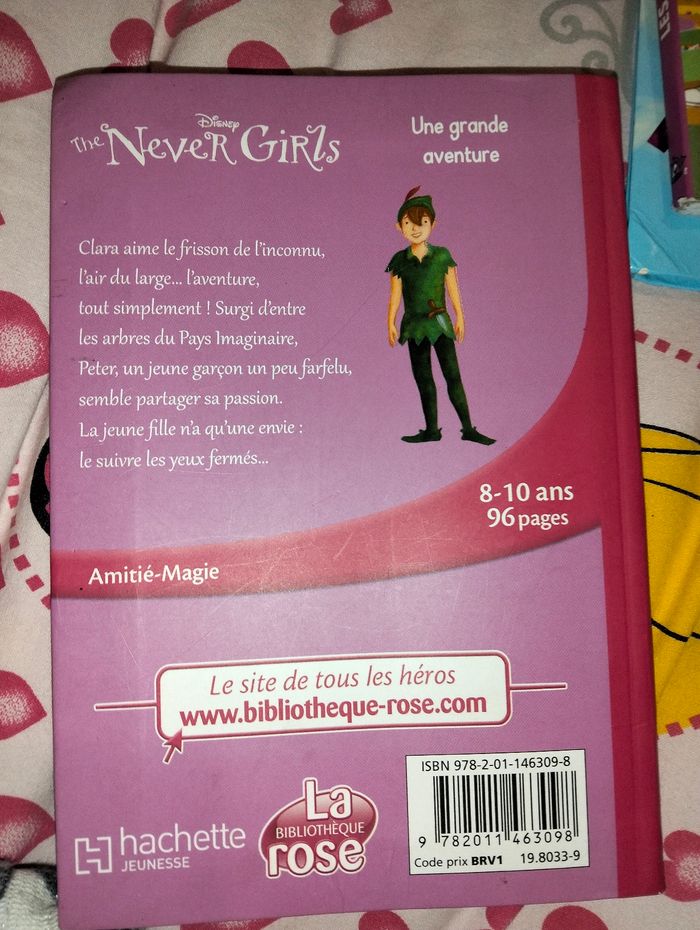 Disney
The Never Girls
Une grande
aventure
Clara aime le frisson de l'inconnu,
l'air du large... l'aventure,
tout simplement ! Surgi d'entre
les arbres du Pays Imaginaire,
Peter, un jeune garçon un peu farfelu,
semble partager sa passion.
La jeune fille n'a qu'une envie :
le suivre les yeux fermés...
8-10 ans
96 pages
Amitié-Magie
Le site de tous les héros
www.bibliotheque-rose.com
hachette
JEUNESSE
La
BIBLIOTHÈQUE
rose
ISBN 978-2-01-146309-8
9 782011 463098
Code prix BRV1 19.8033-9
LES